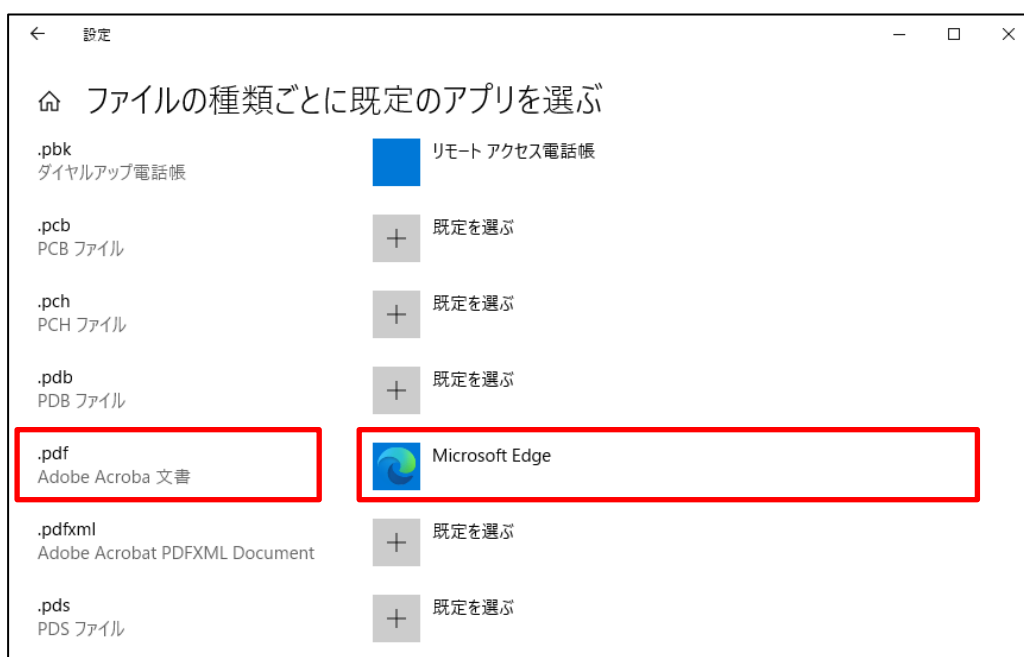 設定
ファイルの種類ごとに既定のアプリを選ぶ
.pbk
ダイヤルアップ電話帳
リモート アクセス電話帳
.pcb
PCB ファイル
既定を選ぶ
.pch
PCH ファイル
既定を選ぶ
.pdb
PDB ファイル
既定を選ぶ
.pdf
Adobe Acroba 文書
Microsoft Edge
.pdfxml
Adobe Acrobat PDFXML Document
既定を選ぶ
.pds
PDS ファイル
既定を選ぶ